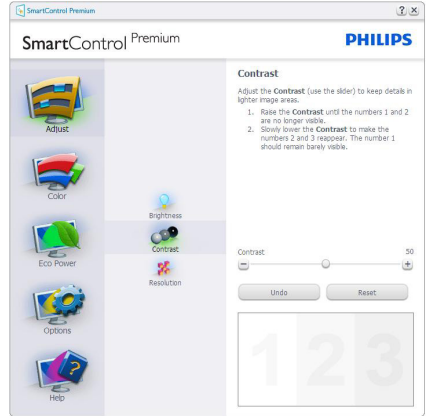 SmartControl Premium
SmartControl Premium
PHILIPS
Adjust
Color
Eco Power
Options
Help
Brightness
Contrast
Resolution
Contrast
Adjust the Contrast (use the slider) to keep details in
lighter image areas.
1. Raise the Contrast until the numbers 1 and 2
are no longer visible.
2. Slowly lower the Contrast to make the
numbers 2 and 3 reappear. The number 1
should remain barely visible.
Contrast 50
Undo Reset
1 2 3